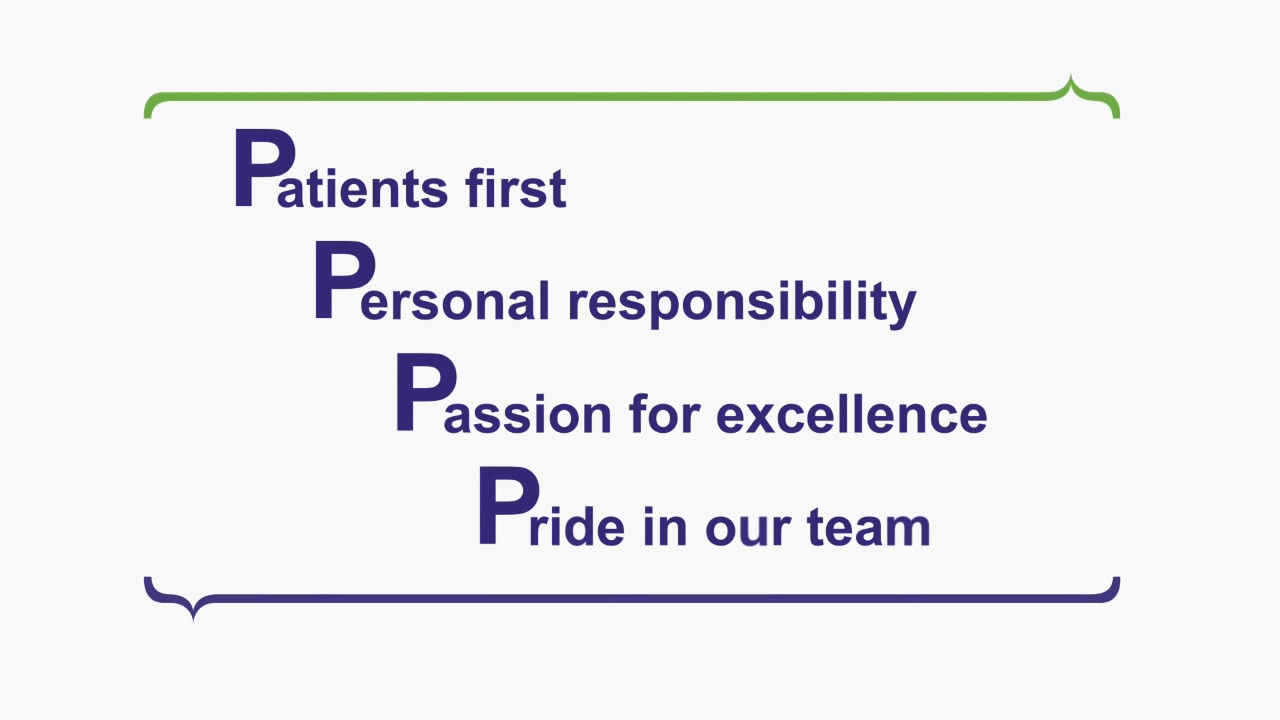 Patients first
Personal responsibility
Passion for excellence
Pride in our team